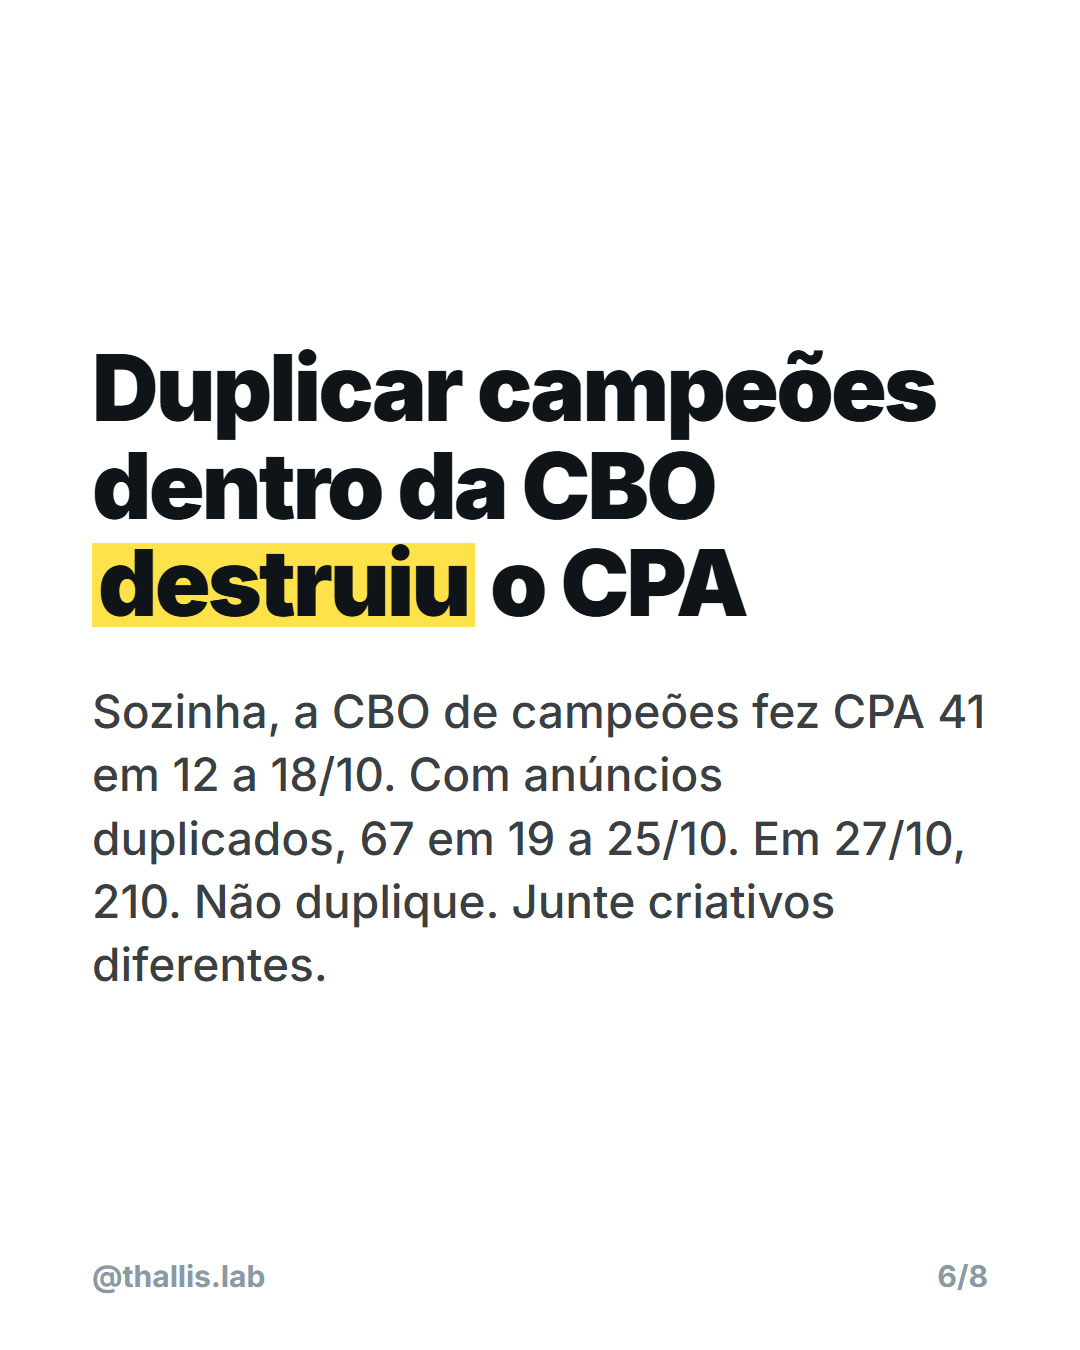 Duplicar campeões
dentro da CBO
destruiu o CPA
Sozinha, a CBO de campeões fez CPA 41
em 12 a 18/10. Com anúncios
duplicados, 67 em 19 a 25/10. Em 27/10,
210. Não duplique. Junte criativos
diferentes.
@thallis.lab
6/8